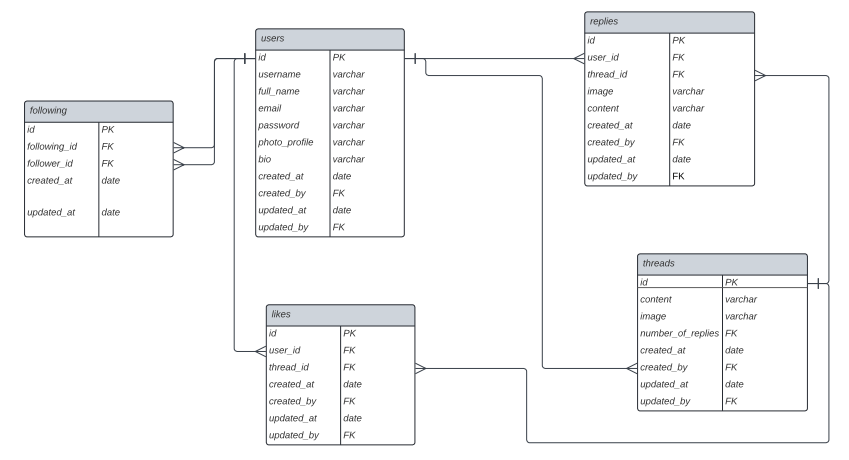 following
id PK
following_id FK
follower_id FK
created_at date
updated_at date
users
id PK
username varchar
full_name varchar
email varchar
password varchar
photo_profile varchar
bio varchar
created_at date
created_by FK
updated_at date
updated_by FK
replies
id PK
user_id FK
thread_id FK
image varchar
content varchar
created_at date
created_by FK
updated_at date
updated_by FK
likes
id PK
user_id FK
thread_id FK
created_at date
created_by FK
updated_at date
updated_by FK
threads
id PK
content varchar
image varchar
number_of_replies FK
created_at date
created_by FK
updated_at date
updated_by FK